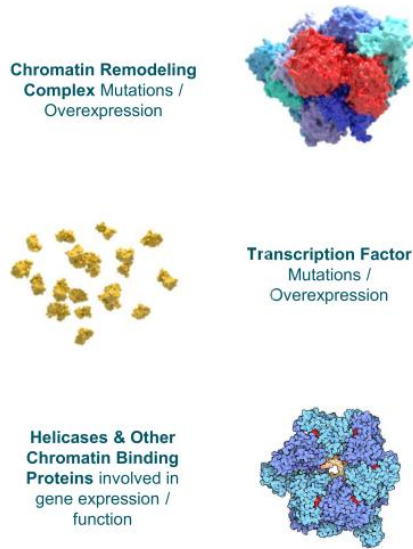 Chromatin Remodeling
Complex Mutations /
Overexpression
Transcription Factor
Mutations /
Overexpression
Helicases & Other
Chromatin Binding
Proteins involved in
gene expression /
function